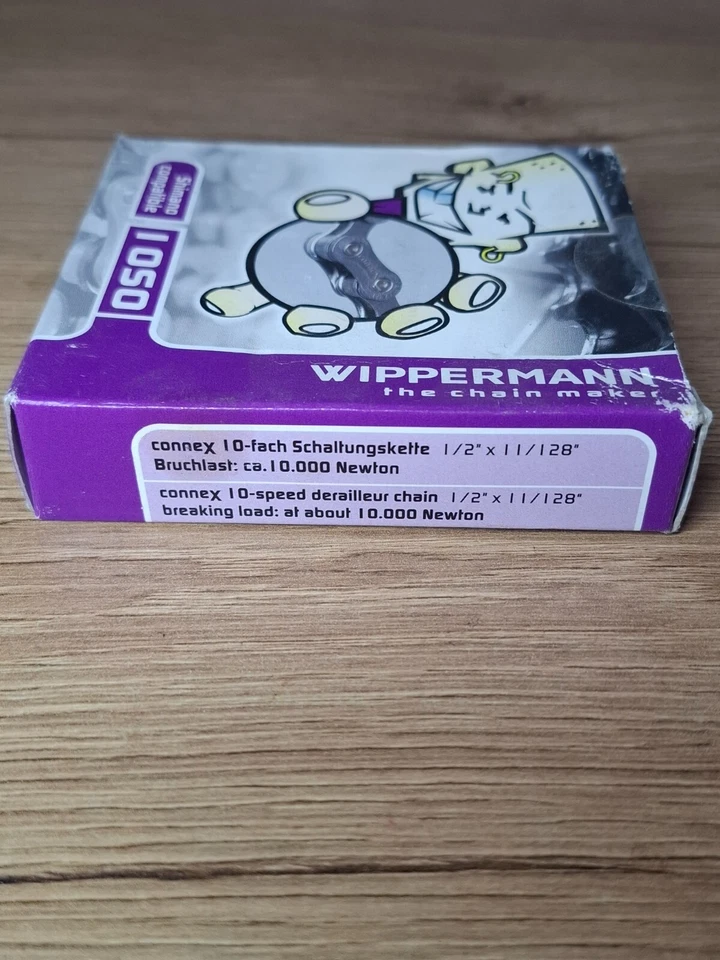 Shimano
compatible
1050
WIPPERMANN
the chain maker
connex 10-fach Schaltungskette 1/2" x 11/128"
Bruchlast: ca.10.000 Newton
connex 10-speed derailleur chain 1/2" x 11/128"
breaking load: at about 10.000 Newton